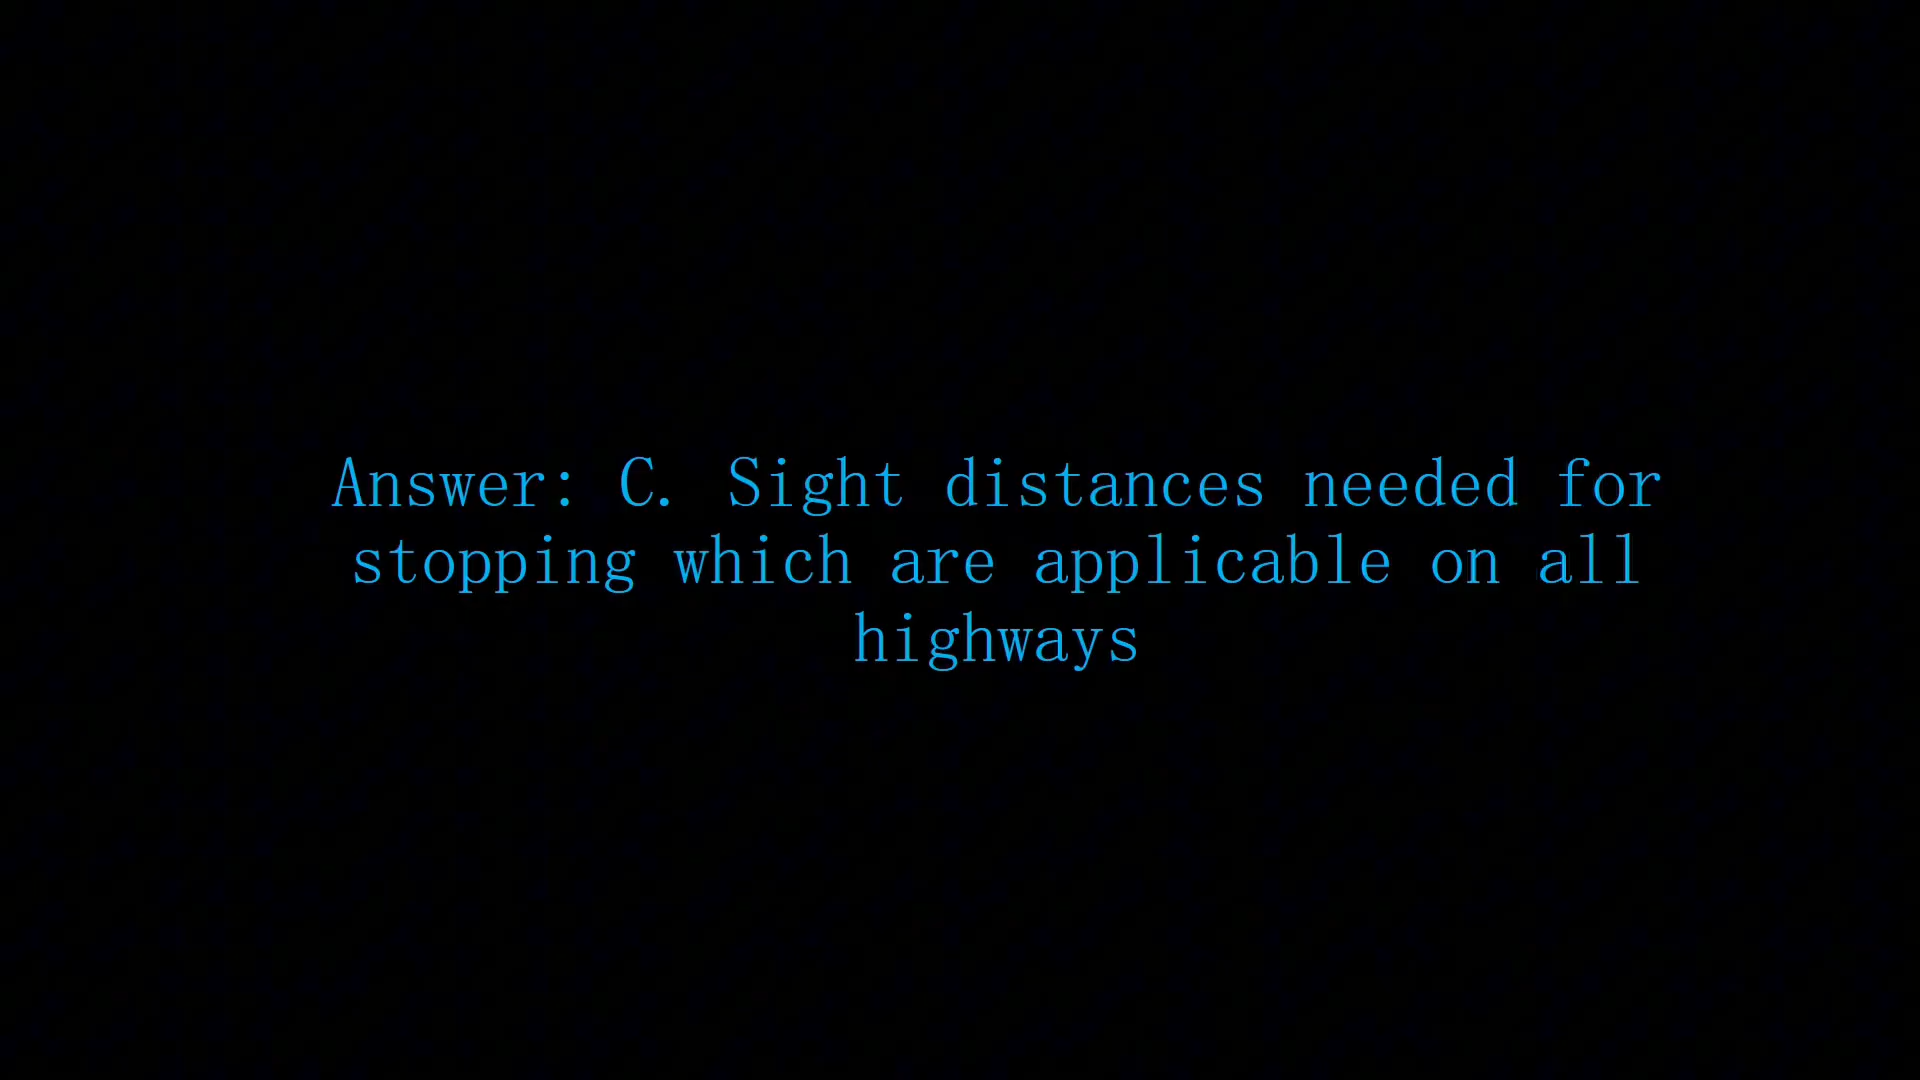 Answer: C. Sight distances needed for
stopping which are applicable on all
highways